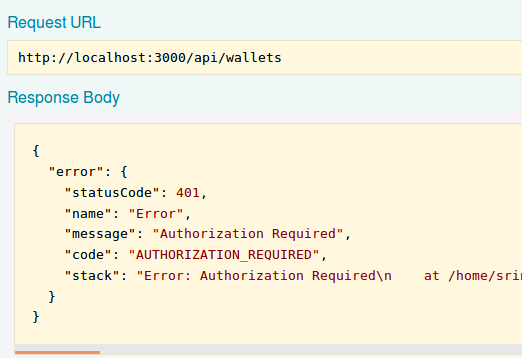 Request URL
http://localhost:3000/api/wallets
Response Body
{
"error": {
"statusCode": 401,
"name": "Error",
"message": "Authorization Required",
"code": "AUTHORIZATION_REQUIRED",
"stack": "Error: Authorization Required\n    at /home/sri
}
}